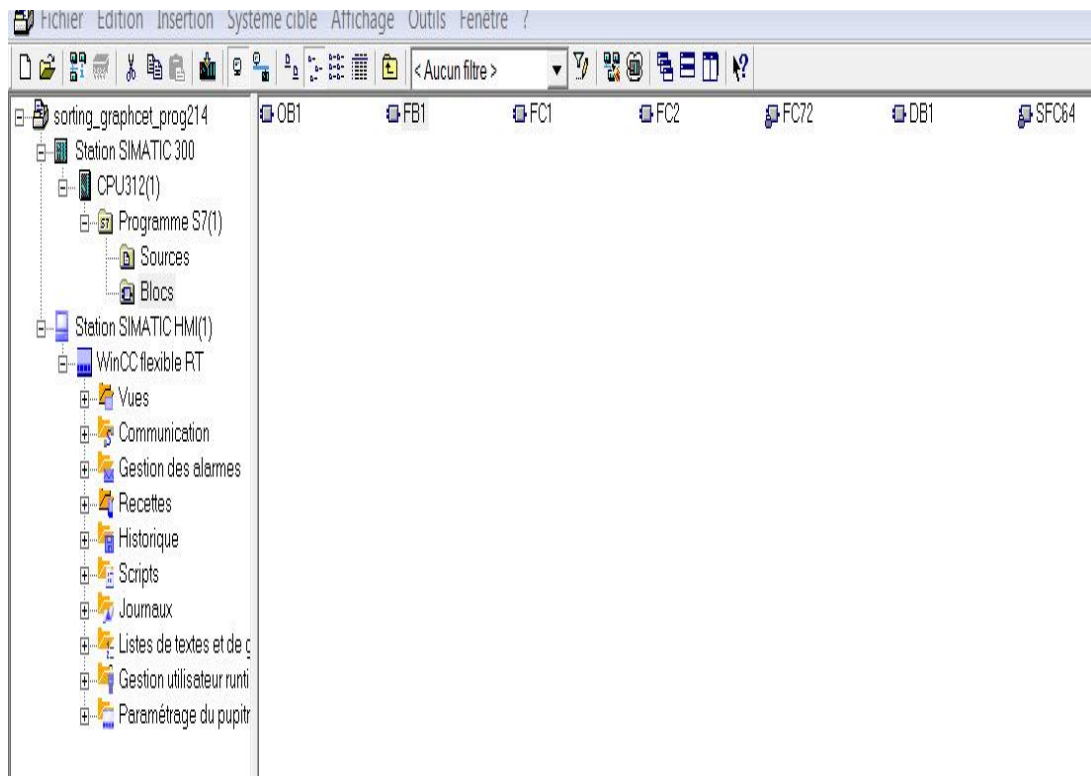 Fichier Edition Insertion Système cible Affichage Outils Fenêtre ?
< Aucun filtre >
sorting_graphcet_prog214
Station SIMATIC 300
CPU312(1)
Programme S7(1)
Sources
Blocs
Station SIMATIC HMI(1)
WinCC flexible RT
Vues
Communication
Gestion des alarmes
Recettes
Historique
Scripts
Journaux
Listes de textes et de g
Gestion utilisateur runti
Paramétrage du pupitr
OB1 FB1 FC1 FC2 FC72 DB1 SFC64